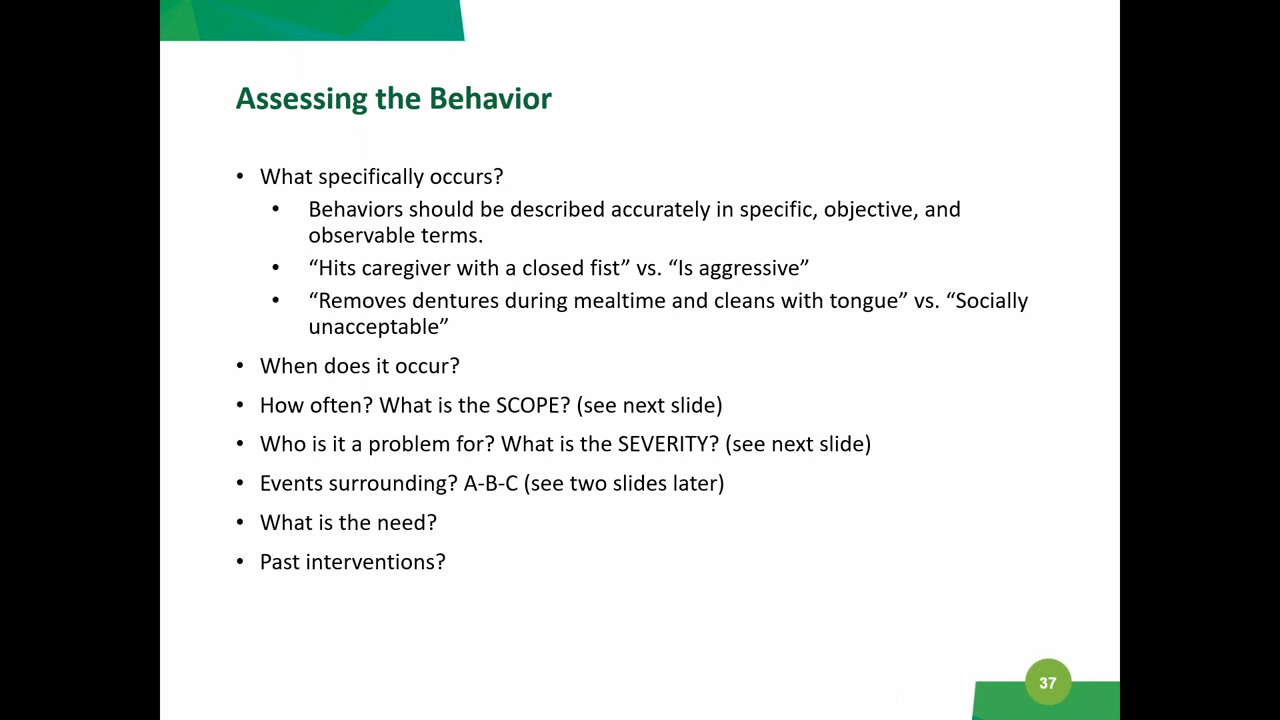 Assessing the Behavior
• What specifically occurs?
• Behaviors should be described accurately in specific, objective, and
observable terms.
• “Hits caregiver with a closed fist” vs. “Is aggressive”
• “Removes dentures during mealtime and cleans with tongue” vs. “Socially
unacceptable”
• When does it occur?
• How often? What is the SCOPE? (see next slide)
• Who is it a problem for? What is the SEVERITY? (see next slide)
• Events surrounding? A-B-C (see two slides later)
• What is the need?
• Past interventions?
37